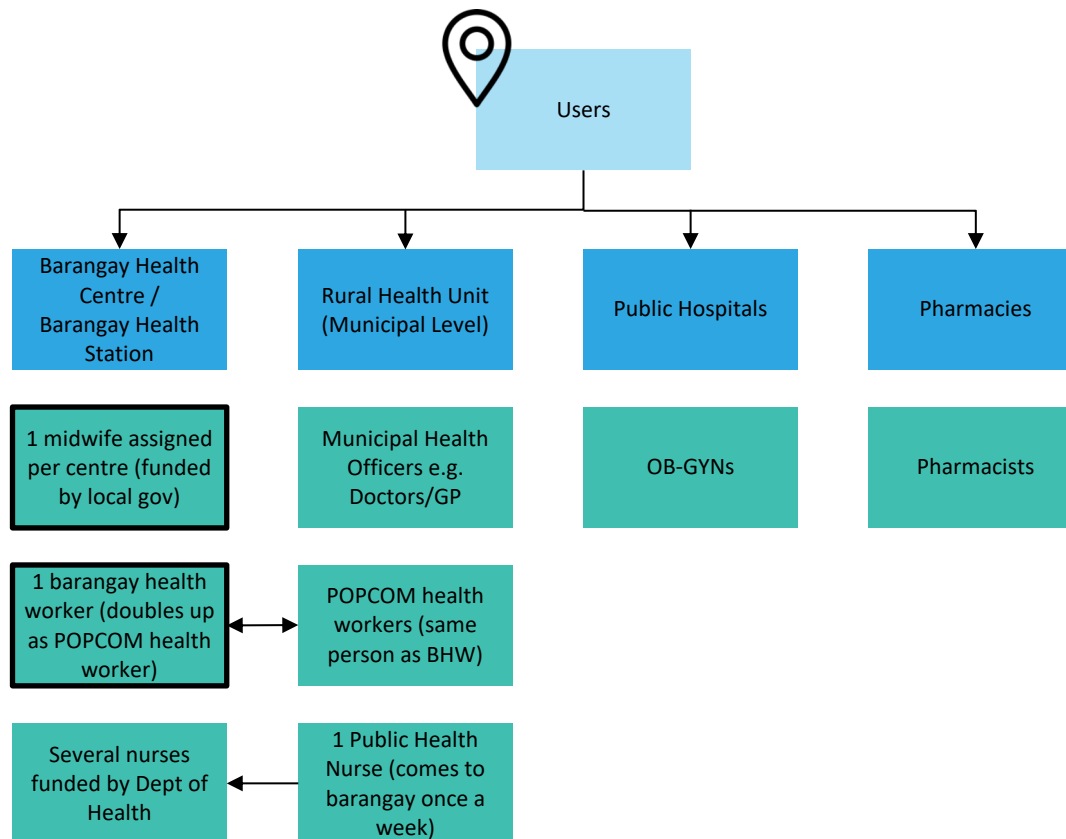 Users
Barangay Health
Centre /
Barangay Health
Station
Rural Health Unit
(Municipal Level)
Public Hospitals
Pharmacies
1 midwife assigned
per centre (funded
by local gov)
Municipal Health
Officers e.g.
Doctors/GP
OB-GYNs
Pharmacists
1 barangay health
worker (doubles up
as POPCOM health
worker)
POPCOM health
workers (same
person as BHW)
Several nurses
funded by Dept of
Health
1 Public Health
Nurse (comes to
barangay once a
week)